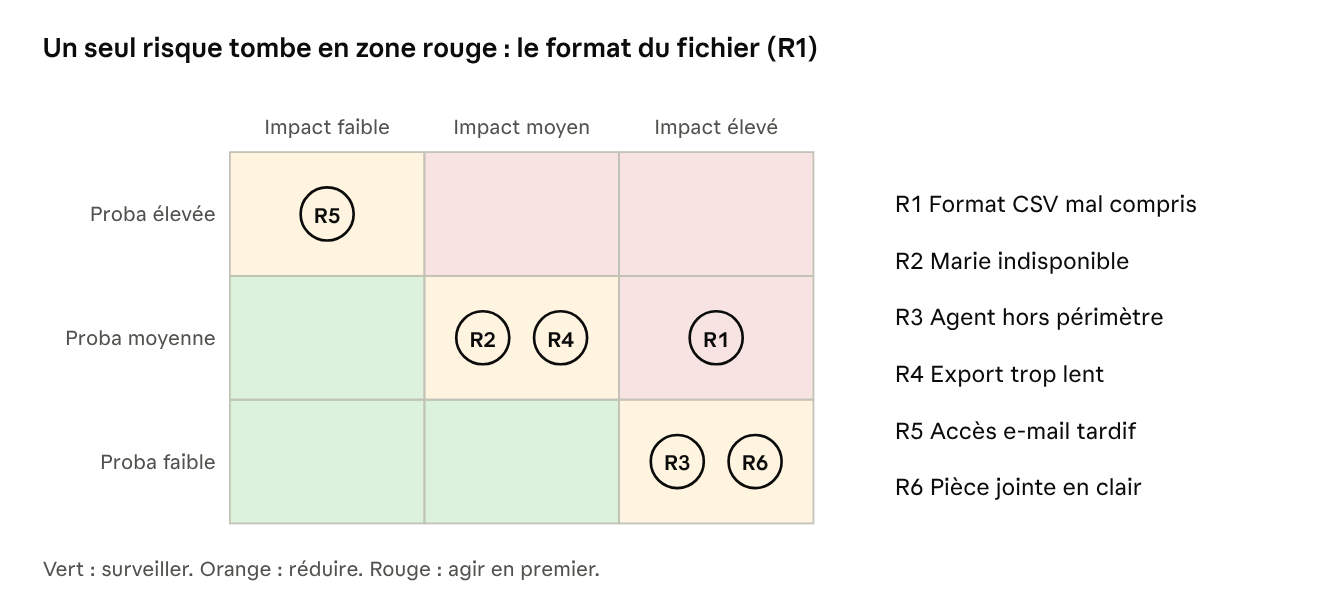 Un seul risque tombe en zone rouge : le format du fichier (R1)
Impact faible Impact moyen Impact élevé
Proba élevée R5
Proba moyenne R2 R4 R1
Proba faible R3 R6
R1 Format CSV mal compris
R2 Marie indisponible
R3 Agent hors périmètre
R4 Export trop lent
R5 Accès e-mail tardif
R6 Pièce jointe en clair
Vert : surveiller. Orange : réduire. Rouge : agir en premier.